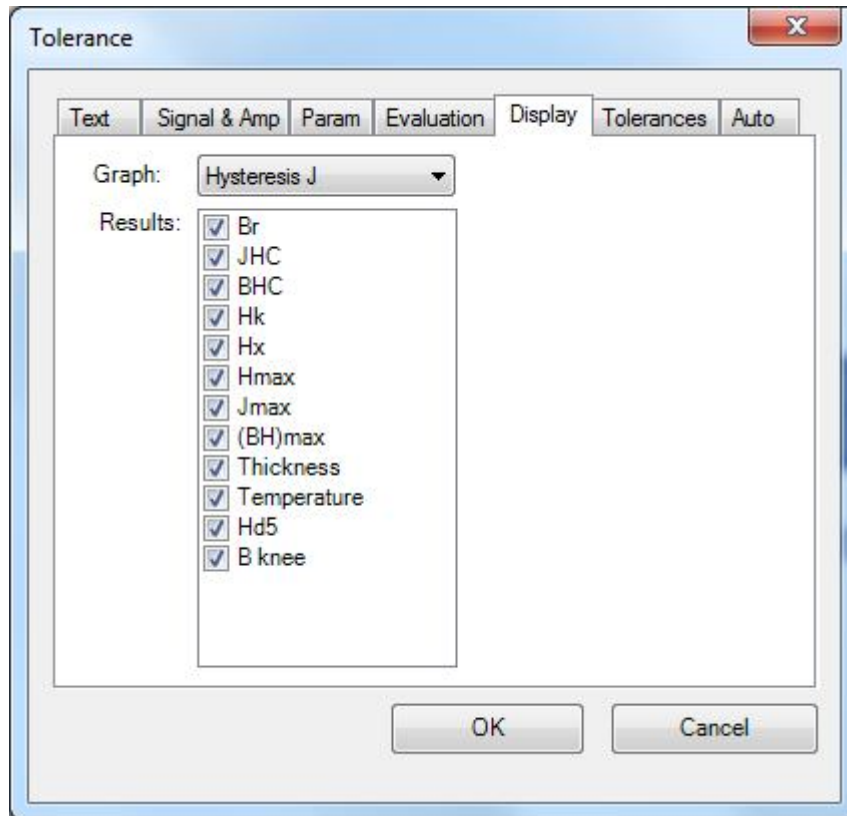 Tolerance
Text Signal & Amp Param Evaluation Display Tolerances Auto
Graph: Hysteresis J
Results:
Br
JHC
BHC
Hk
Hx
Hmax
Jmax
(BH)max
Thickness
Temperature
Hd5
B knee
OK Cancel